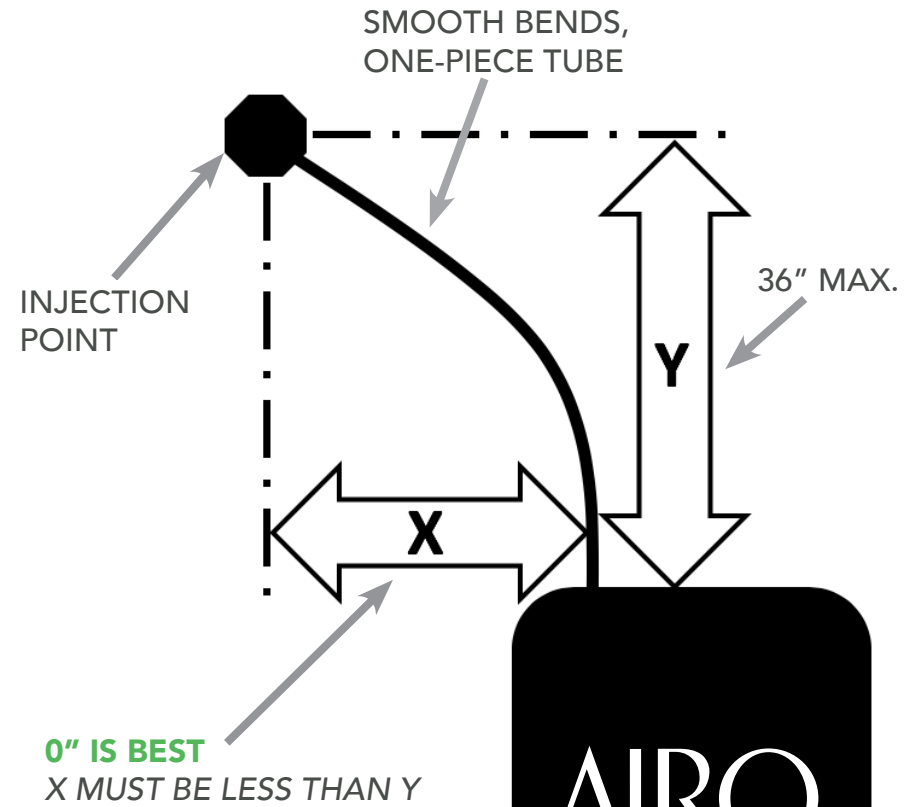 SMOOTH BENDS,
ONE-PIECE TUBE
INJECTION
POINT
36” MAX.
Y
X
0” IS BEST
X MUST BE LESS THAN Y
AIRO